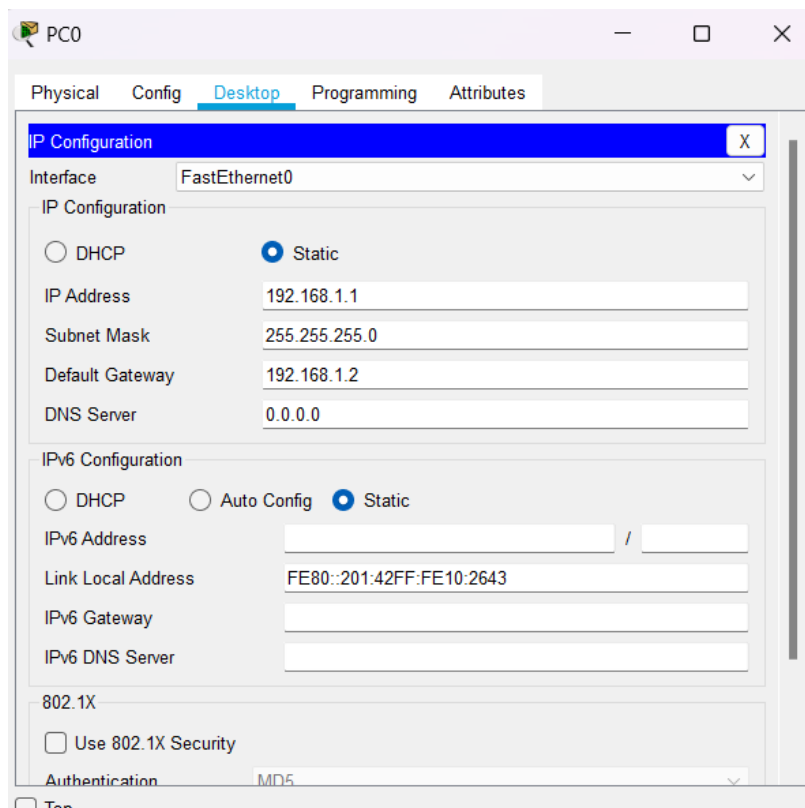 PC0
Physical Config Desktop Programming Attributes
IP Configuration X
Interface FastEthernet0
IP Configuration
DHCP Static
IP Address 192.168.1.1
Subnet Mask 255.255.255.0
Default Gateway 192.168.1.2
DNS Server 0.0.0.0
IPv6 Configuration
DHCP Auto Config Static
IPv6 Address /
Link Local Address FE80::201:42FF:FE10:2643
IPv6 Gateway
IPv6 DNS Server
802.1X
Use 802.1X Security
Authentication MD5
Top